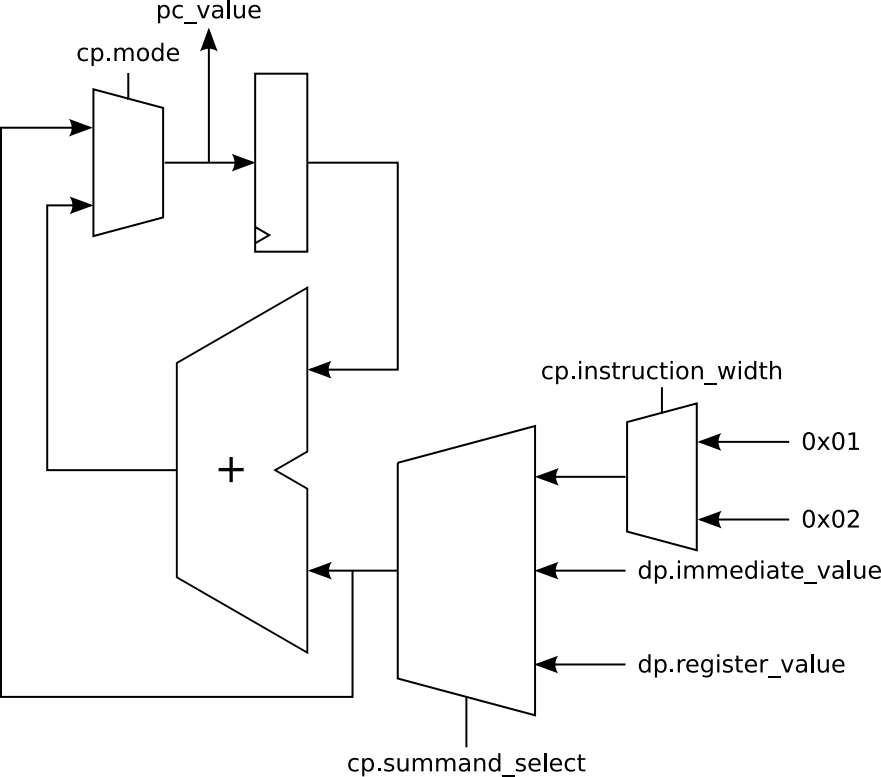 pc_value
cp.mode
cp.instruction_width
0x01
0x02
+
dp.immediate_value
dp.register_value
cp.summand_select